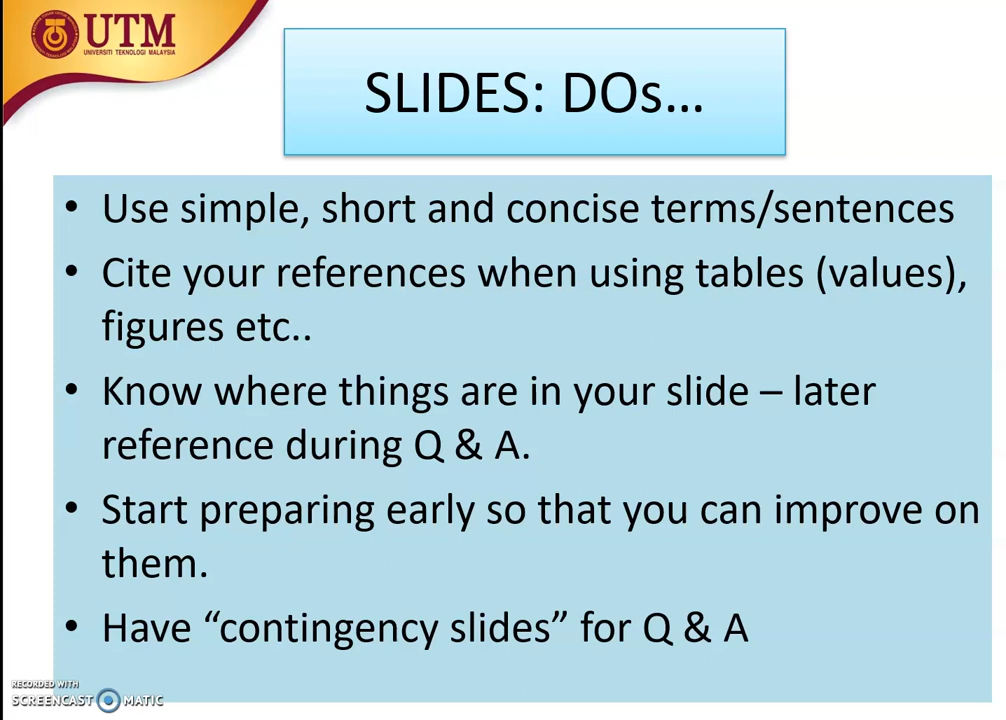 UTM
UNIVERSITI TEKNOLOGI MALAYSIA
SLIDES: DOs...
• Use simple, short and concise terms/sentences
• Cite your references when using tables (values),
figures etc..
• Know where things are in your slide – later
reference during Q & A.
• Start preparing early so that you can improve on
them.
• Have “contingency slides” for Q & A
RECORDED WITH
SCREENCAST MATIC